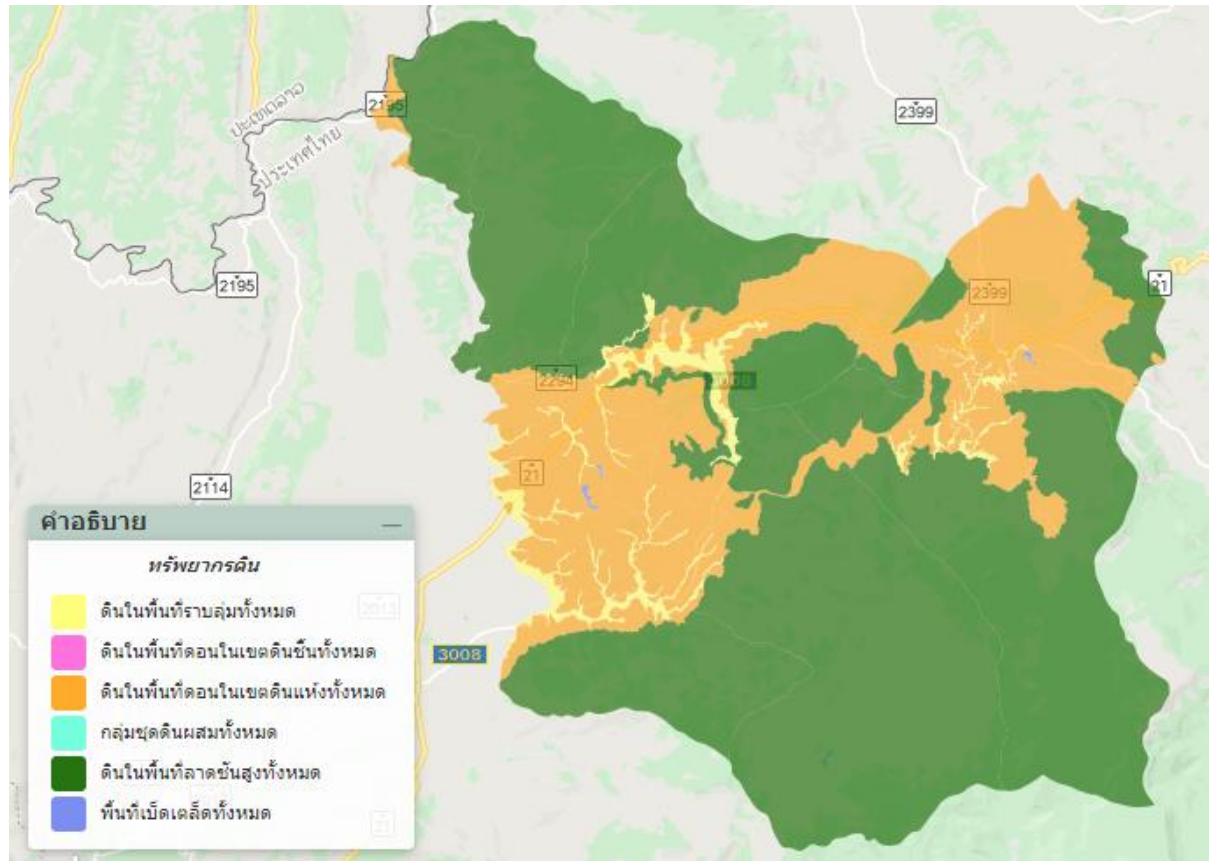 2195
2399
ประเทศลาว
ประเทศไทย
2195
2399
21
2294
3008
21
2114
คำอธิบาย
ทรัพยากรดิน
ดินในพื้นที่ราบลุ่มทั้งหมด
2013
ดินในพื้นที่ดอนในเขตดินชื้นทั้งหมด
3008
ดินในพื้นที่ดอนในเขตดินแห้งทั้งหมด
กลุ่มชุดดินผสมทั้งหมด
ดินในพื้นที่ลาดชันสูงทั้งหมด
พื้นที่เบ็ดเตล็ดทั้งหมด
21